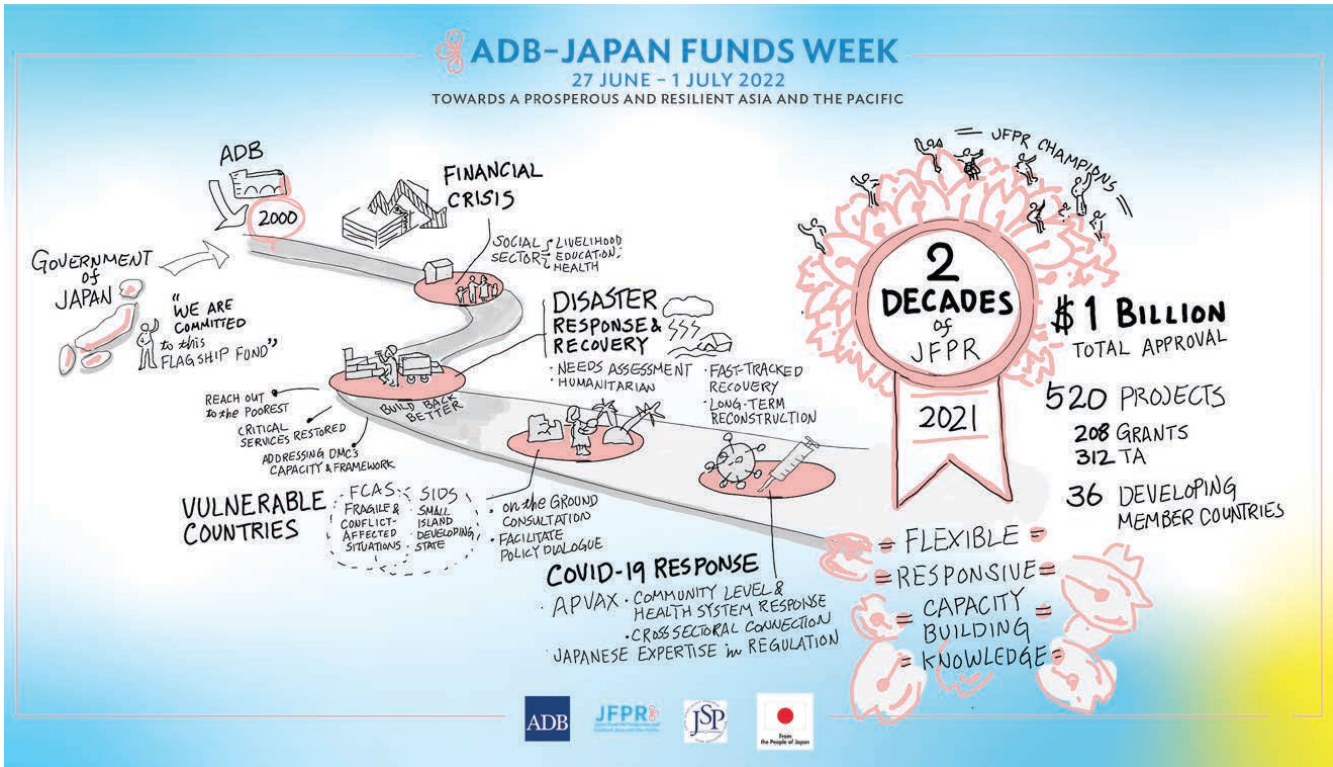 ADB–JAPAN FUNDS WEEK
27 JUNE – 1 JULY 2022
TOWARDS A PROSPEROUS AND RESILIENT ASIA AND THE PACIFIC
ADB
2000
GOVERNMENT
of
JAPAN
"WE ARE
COMMITTED
to this
FLAGSHIP FUND"
FINANCIAL
CRISIS
SOCIAL
SECTOR
LIVELIHOOD
EDUCATION
HEALTH
DISASTER
RESPONSE &
RECOVERY
· NEEDS ASSESSMENT
· HUMANITARIAN
· FAST-TRACKED
RECOVERY
· LONG-TERM
RECONSTRUCTION
BUILD BACK
BETTER
REACH OUT
to the POOREST
CRITICAL
SERVICES RESTORED
ADDRESSING DMC's
CAPACITY & FRAMEWORK
VULNERABLE
COUNTRIES
FCAS
FRAGILE &
CONFLICT-
AFFECTED
SITUATIONS
SIDS
SMALL
ISLAND
DEVELOPING
STATE
· on the GROUND
CONSULTATION
· FACILITATE
POLICY DIALOGUE
COVID-19 RESPONSE
· APVAX
· COMMUNITY LEVEL &
HEALTH SYSTEM RESPONSE
· CROSS SECTORAL CONNECTION
· JAPANESE EXPERTISE in REGULATION
JFPR CHAMPIONS
2
DECADES
of
JFPR
2021
$1 BILLION
TOTAL APPROVAL
520 PROJECTS
208 GRANTS
312 TA
36 DEVELOPING
MEMBER COUNTRIES
= FLEXIBLE =
= RESPONSIVE =
= CAPACITY =
BUILDING
= KNOWLEDGE =
ADB
JFPR
JSP
From
the People of Japan